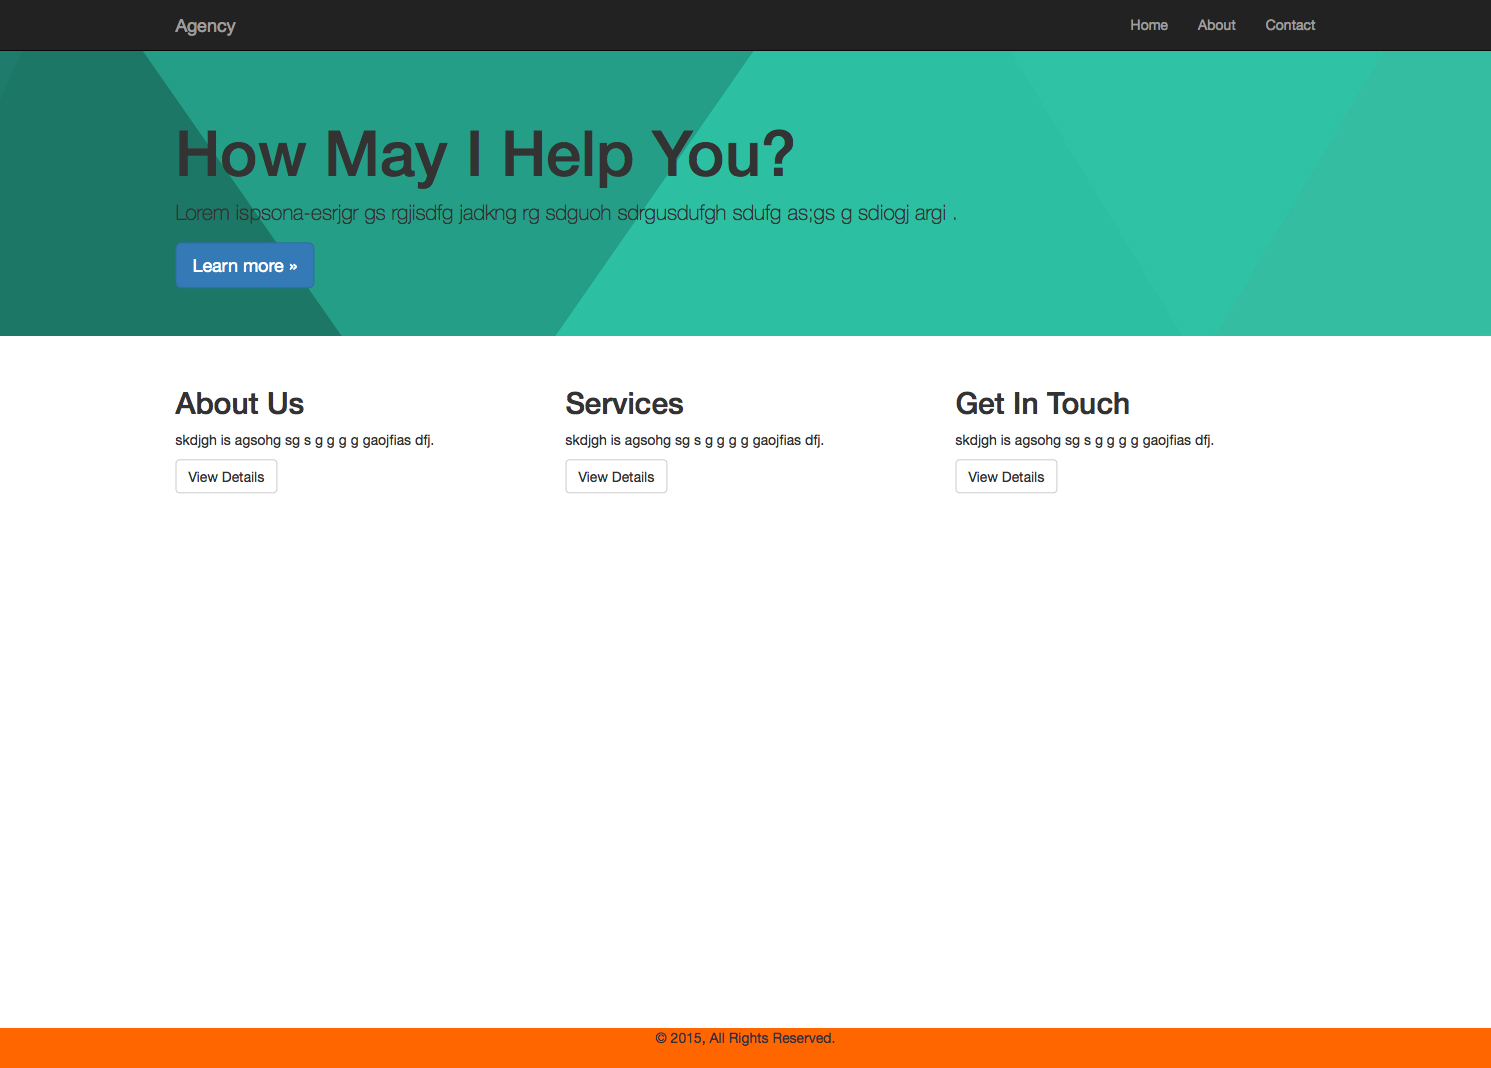 Agency
Home About Contact
How May I Help You?
Lorem ispsona-esrjgr gs rgjisdfg jadkng rg sdguoh sdrgusdufgh sdufg as;gs g sdiogj argi .
Learn more »
About Us
skdjgh is agsohg sg s g g g g gaojfias dfj.
View Details
Services
skdjgh is agsohg sg s g g g g gaojfias dfj.
View Details
Get In Touch
skdjgh is agsohg sg s g g g g gaojfias dfj.
View Details
© 2015, All Rights Reserved.